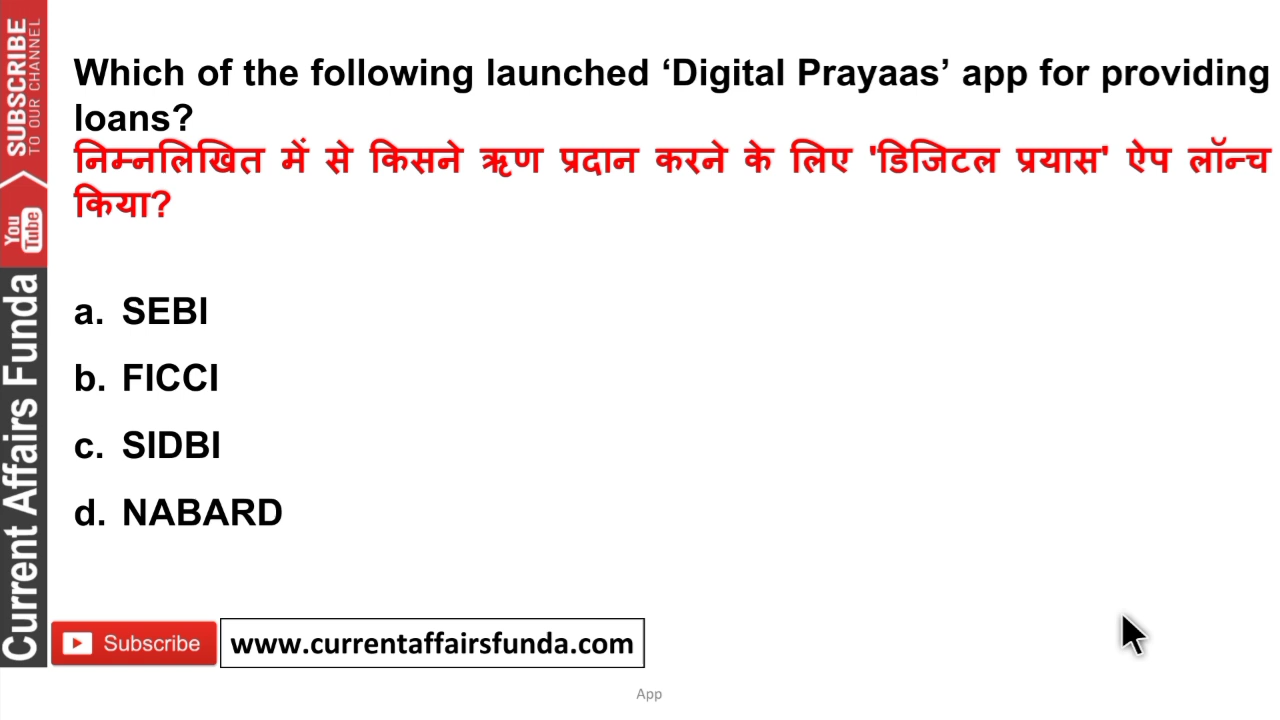 Which of the following launched ‘Digital Prayaas’ app for providing
loans?
निम्नलिखित में से किसने ऋण प्रदान करने के लिए 'डिजिटल प्रयास' ऐप लॉन्च
किया?
a. SEBI
b. FICCI
c. SIDBI
d. NABARD
SUBSCRIBE
TO OUR CHANNEL
You
Tube
Current Affairs Funda
Subscribe
www.currentaffairsfunda.com
App